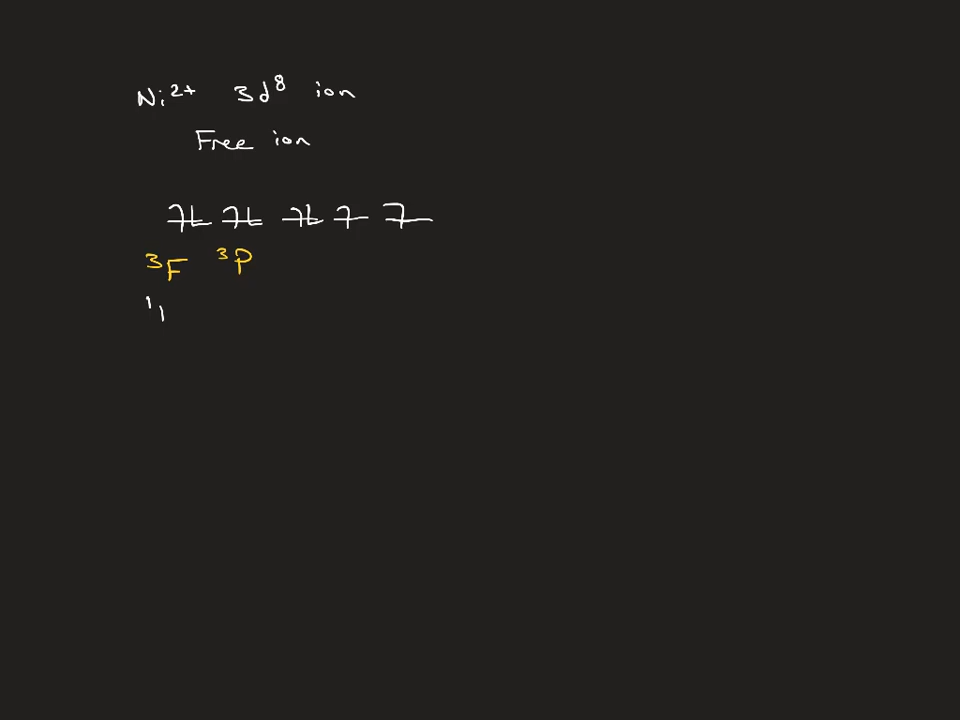 Ni²⁺ 3d⁸ ion
Free ion
³F ³P